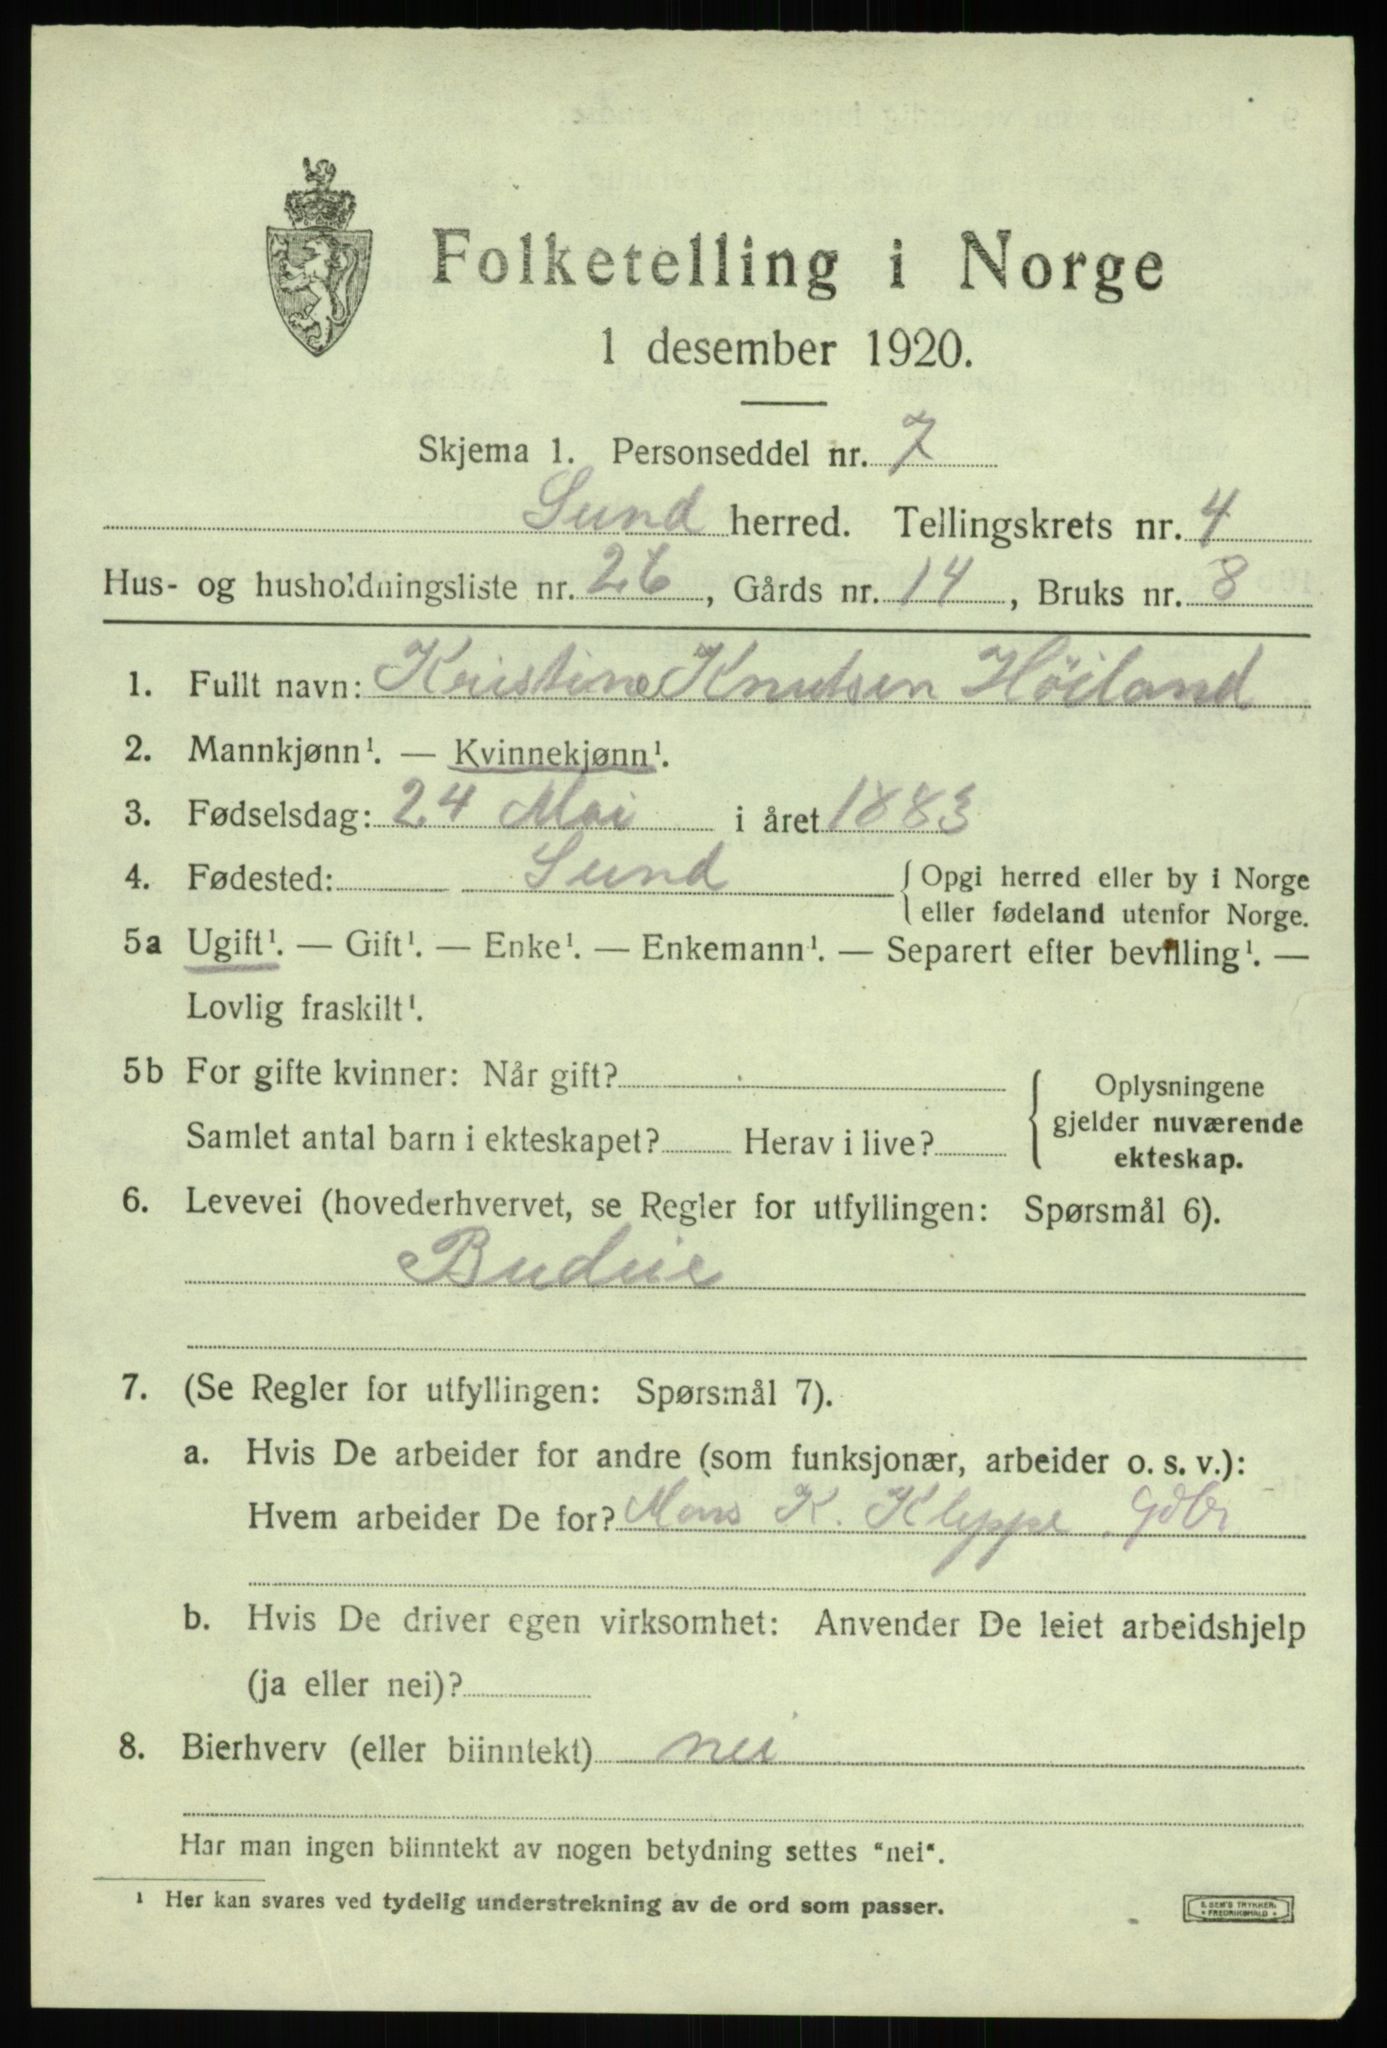 Folketelling i Norge
1 desember 1920.
Skjema 1. Personseddel nr. 7
Sund herred. Tellingskrets nr. 4
Hus- og husholdningsliste nr. 26, Gårds nr. 14, Bruks nr. 8
1. Fullt navn: Kristine Knutsen Höiland
2. Mannkjønn¹. — Kvinnekjønn¹.
3. Fødselsdag: 24 Mai i året 1883
4. Fødested: Sund { Opgi herred eller by i Norge
eller fødeland utenfor Norge.
5a Ugift¹. — Gift¹. — Enke¹. — Enkemann¹. — Separert efter bevilling¹. —
Lovlig fraskilt¹.
5b For gifte kvinner: Når gift? { Oplysningene
gjelder nuværende
Samlet antal barn i ekteskapet? Herav i live?
ekteskap.
6. Levevei (hovederhvervet, se Regler for utfyllingen: Spørsmål 6).
Budeie
7. (Se Regler for utfyllingen: Spørsmål 7).
a. Hvis De arbeider for andre (som funksjonær, arbeider o. s. v.):
Hvem arbeider De for? Mons K. Kleppe, Gdbr
b. Hvis De driver egen virksomhet: Anvender De leiet arbeidshjelp
(ja eller nei)?
8. Bierhverv (eller biinntekt) nei
Har man ingen biinntekt av nogen betydning settes "nei".
¹ Her kan svares ved tydelig understrekning av de ord som passer.